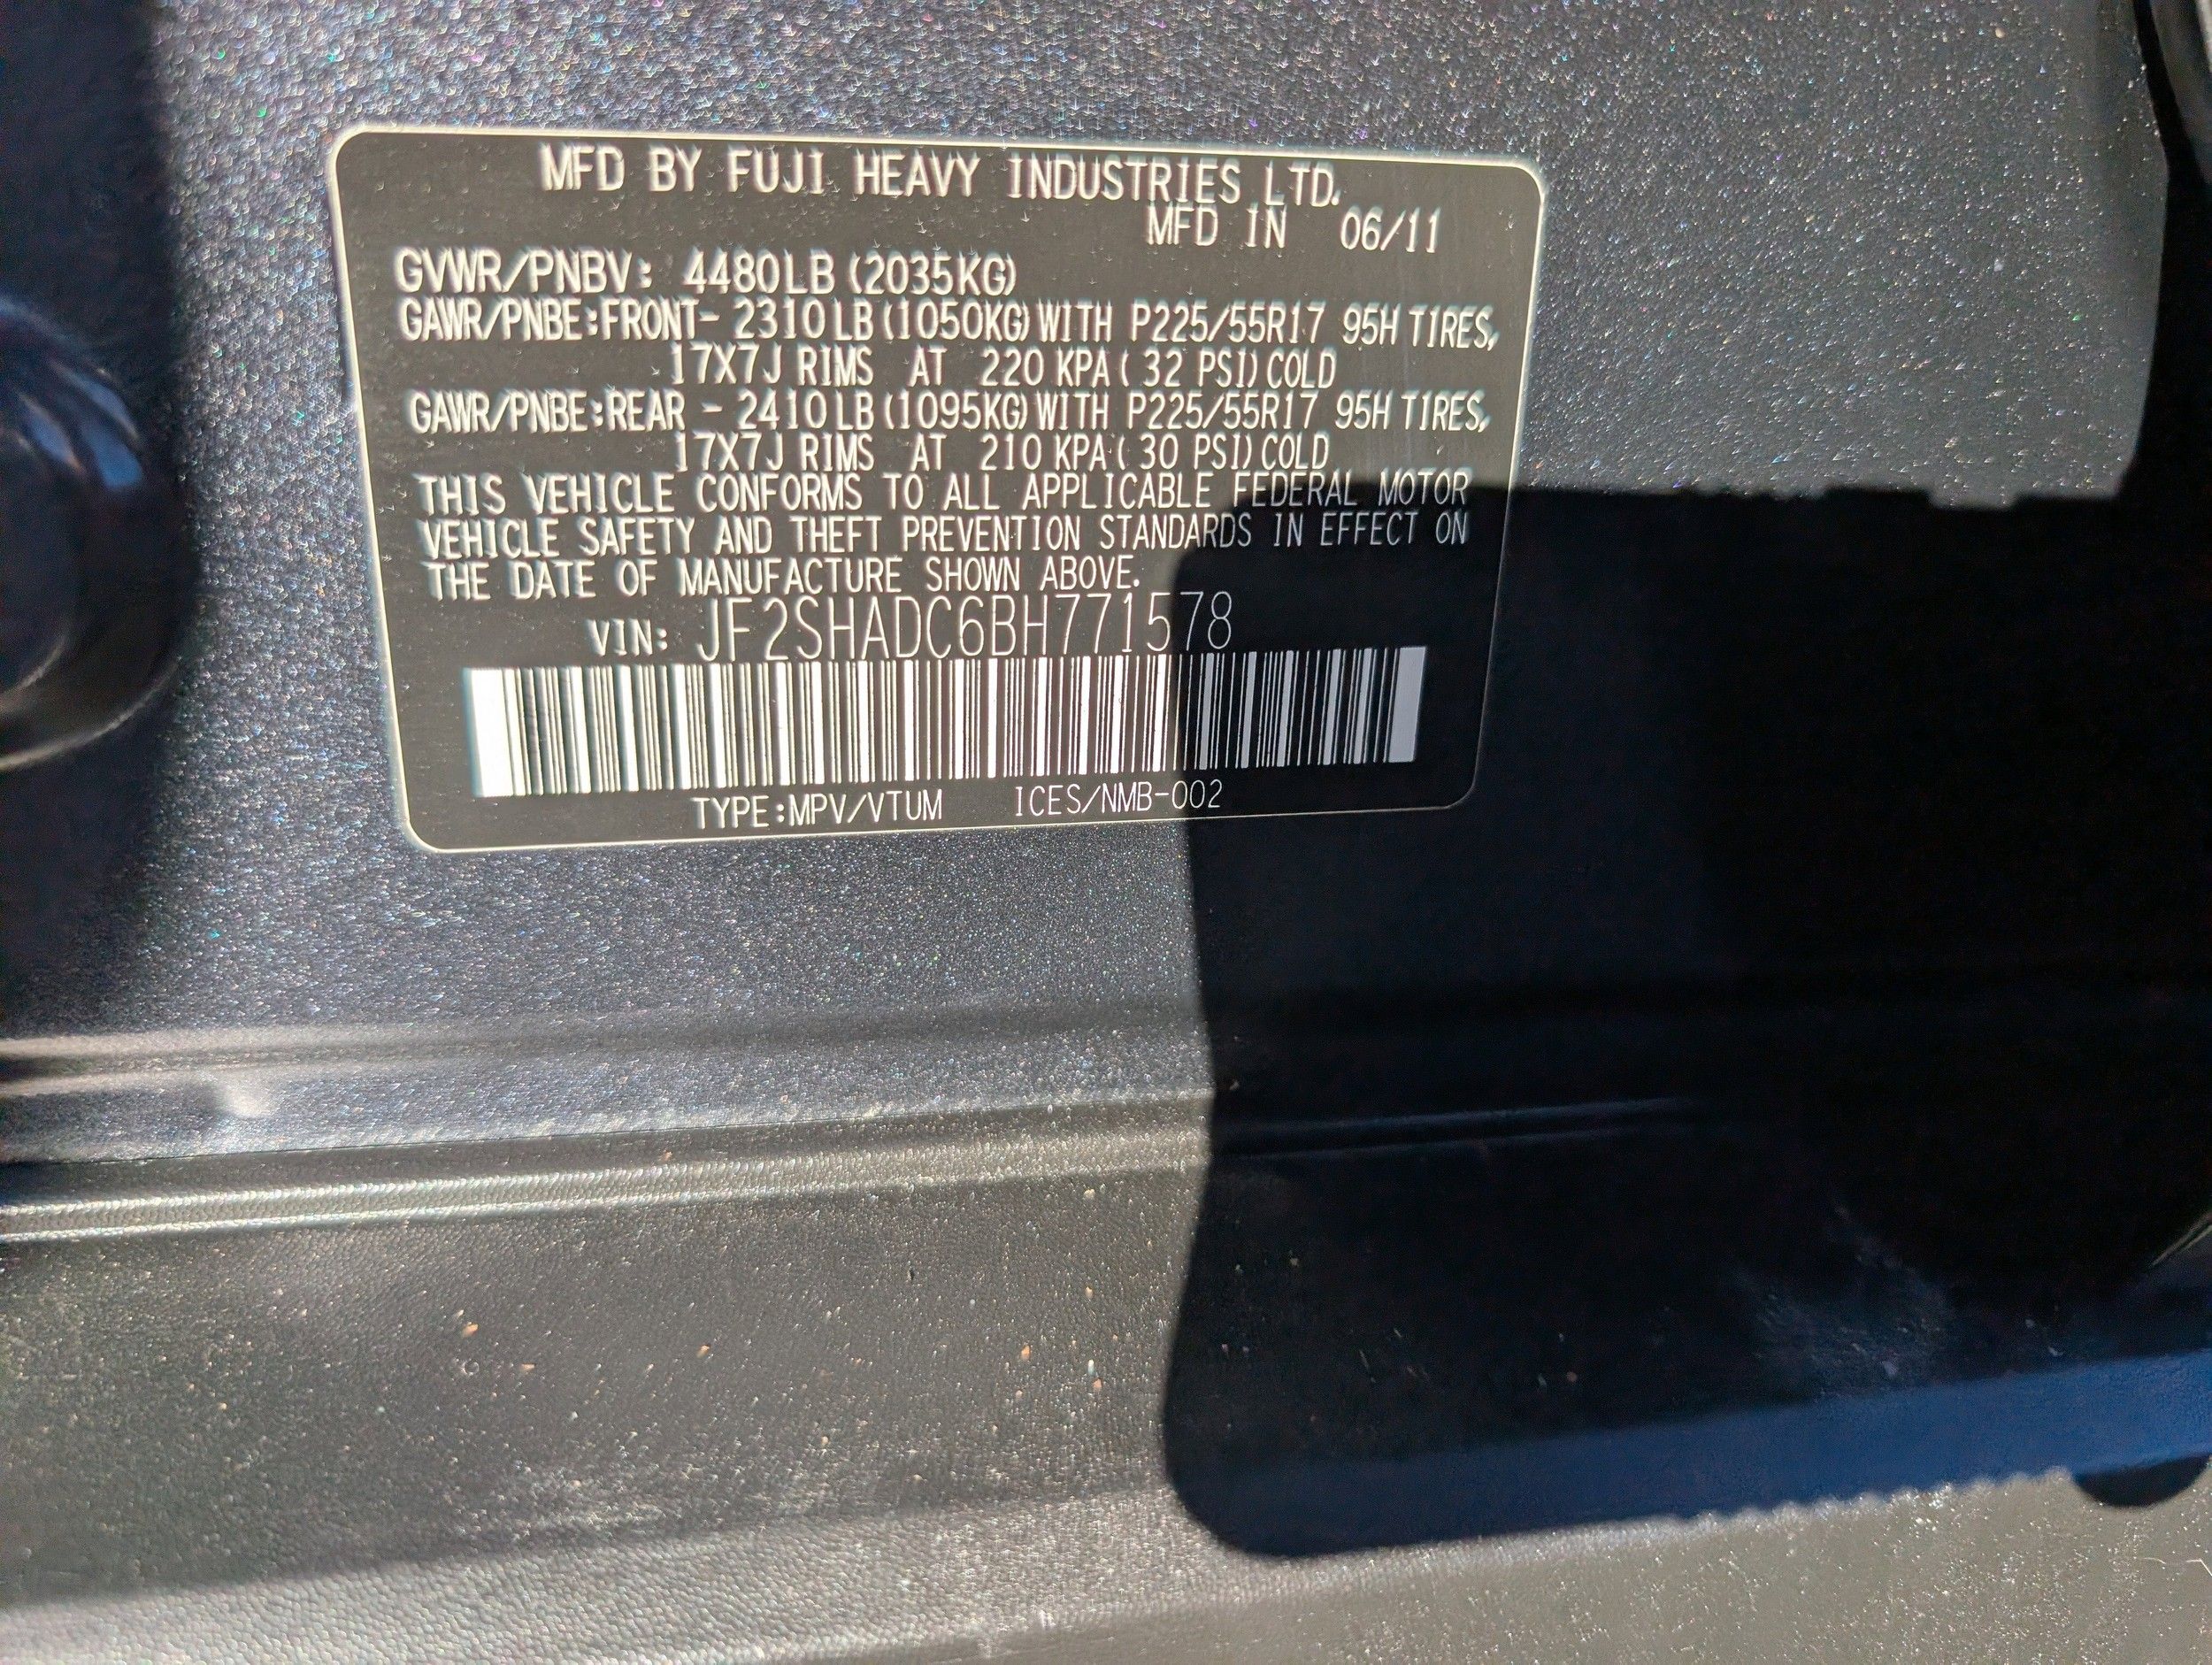 MFD BY FUJI HEAVY INDUSTRIES LTD.
MFD IN 06/11
GVWR/PNBV: 4480LB (2035KG)
GAWR/PNBE:FRONT- 2310LB (1050KG) WITH P225/55R17 95H TIRES,
17X7J RIMS AT 220 KPA ( 32 PSI) COLD
GAWR/PNBE:REAR - 2410LB (1095KG) WITH P225/55R17 95H TIRES,
17X7J RIMS AT 210 KPA ( 30 PSI) COLD
THIS VEHICLE CONFORMS TO ALL APPLICABLE FEDERAL MOTOR
VEHICLE SAFETY AND THEFT PREVENTION STANDARDS IN EFFECT ON
THE DATE OF MANUFACTURE SHOWN ABOVE.
VIN: JF2SHADC6BH771578
TYPE:MPV/VTUM ICES/NMB-002